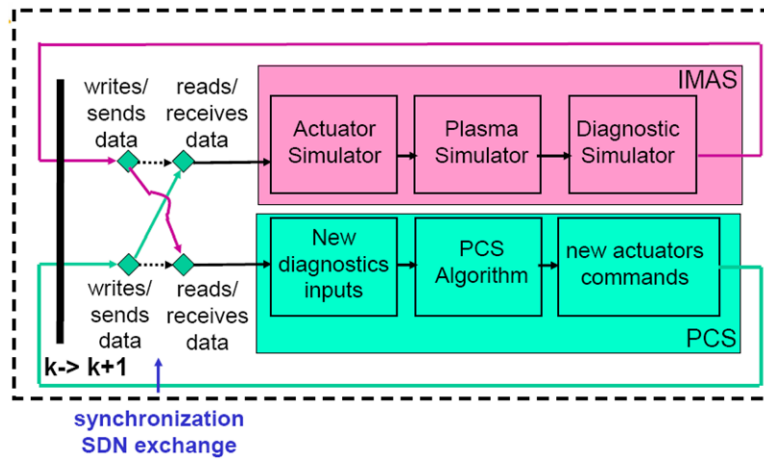 writes/
sends
data
reads/
receives
data
IMAS
Actuator
Simulator
Plasma
Simulator
Diagnostic
Simulator
New
diagnostics
inputs
PCS
Algorithm
new actuators
commands
writes/
sends
data
reads/
receives
data
PCS
k-> k+1
synchronization
SDN exchange